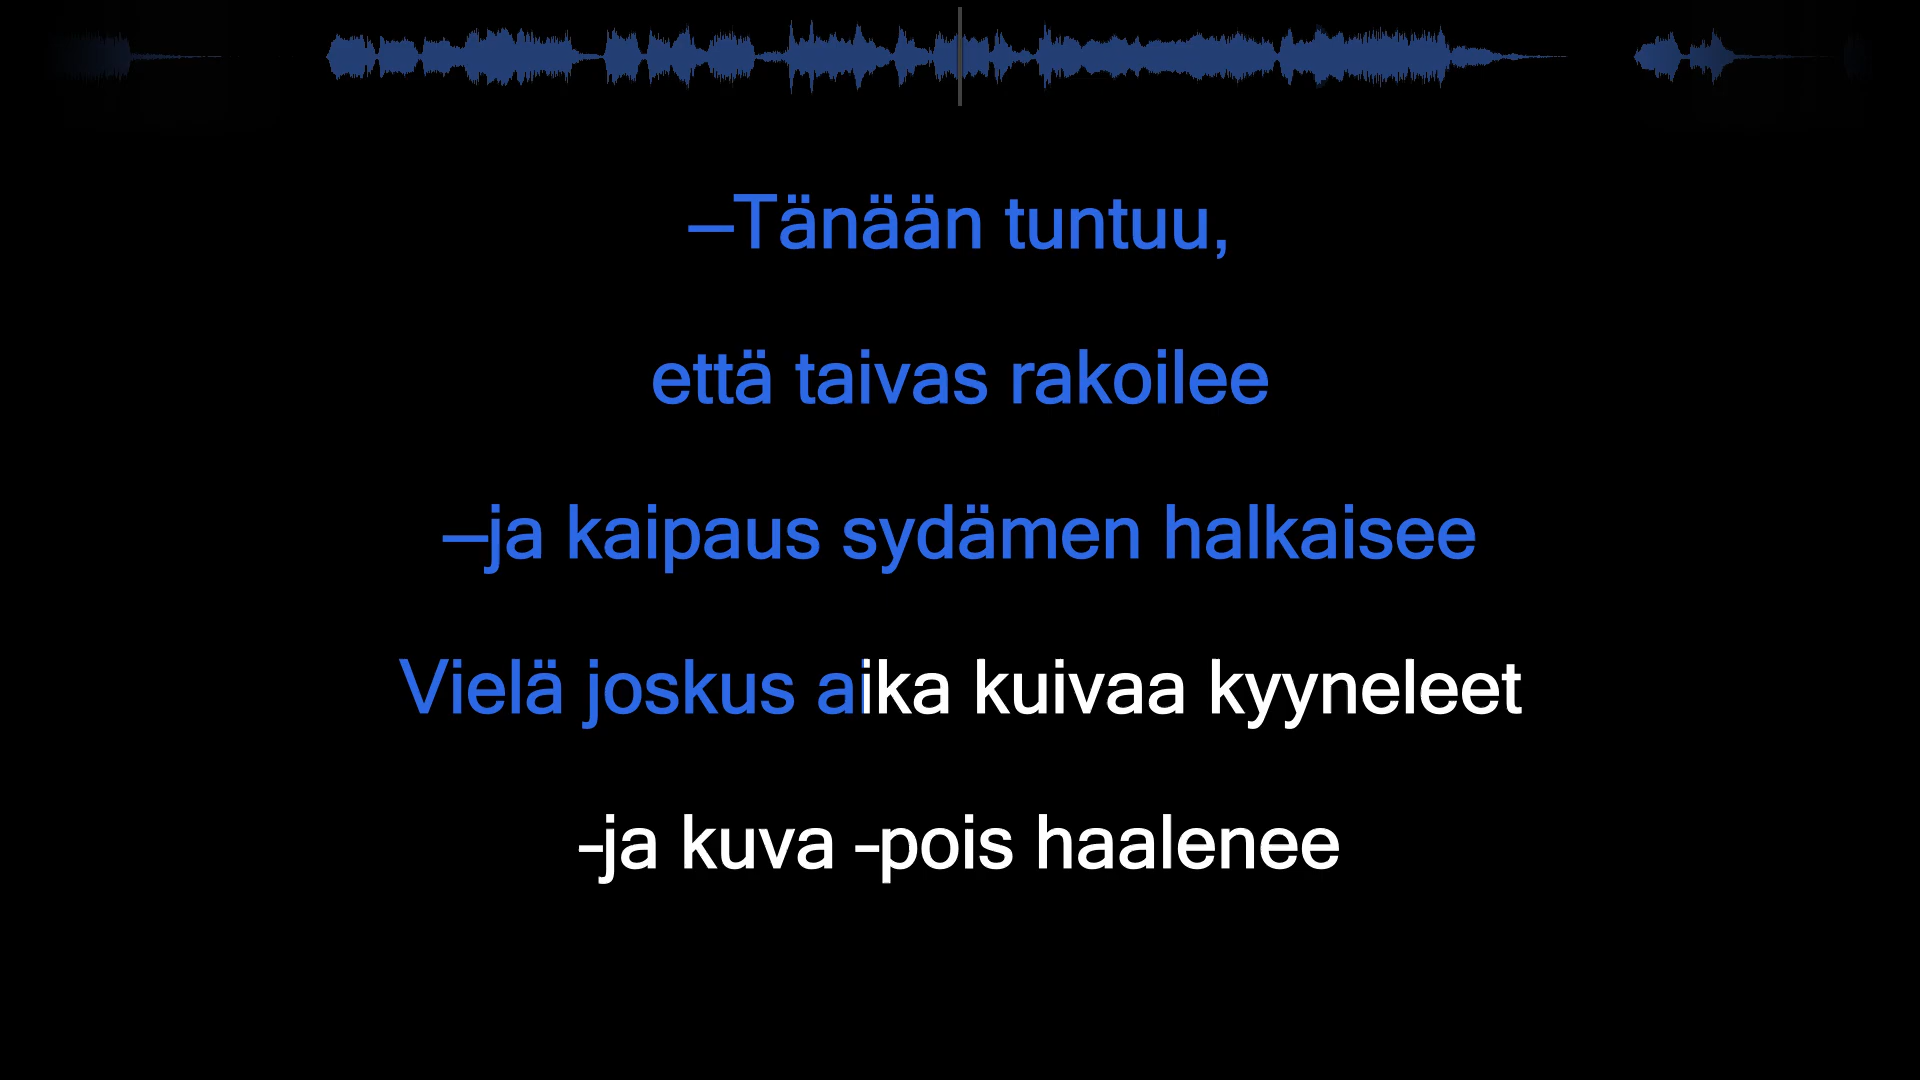 –Tänään tuntuu,
että taivas rakoilee
–ja kaipaus sydämen halkaisee
Vielä joskus aika kuivaa kyyneleet
-ja kuva -pois haalenee